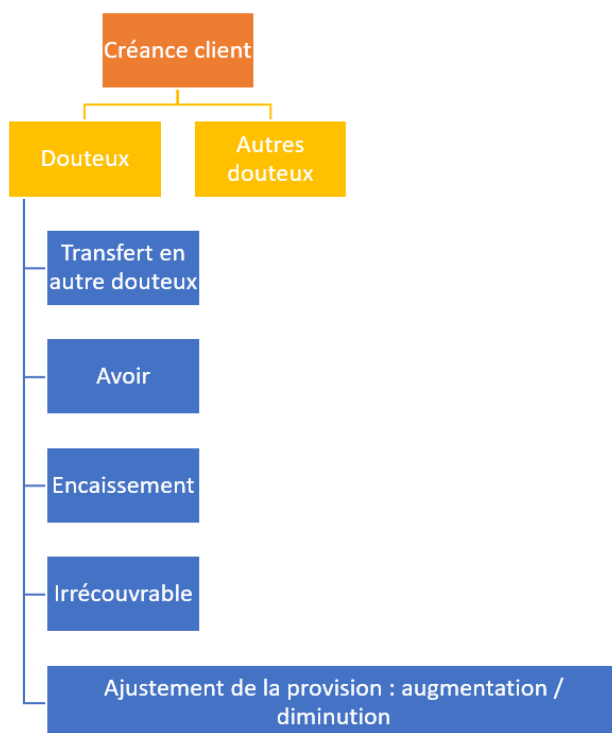 Créance client
Douteux
Autres
douteux
Transfert en
autre douteux
Avoir
Encaissement
Irrécouvrable
Ajustement de la provision : augmentation /
diminution